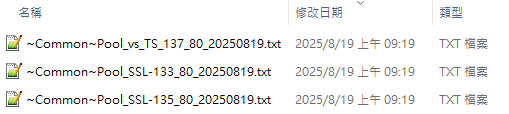 名稱 修改日期 類型
~Common~Pool_vs_TS_137_80_20250819.txt 2025/8/19 上午 09:19 TXT 檔案
~Common~Pool_SSL-133_80_20250819.txt 2025/8/19 上午 09:19 TXT 檔案
~Common~Pool_SSL-135_80_20250819.txt 2025/8/19 上午 09:19 TXT 檔案